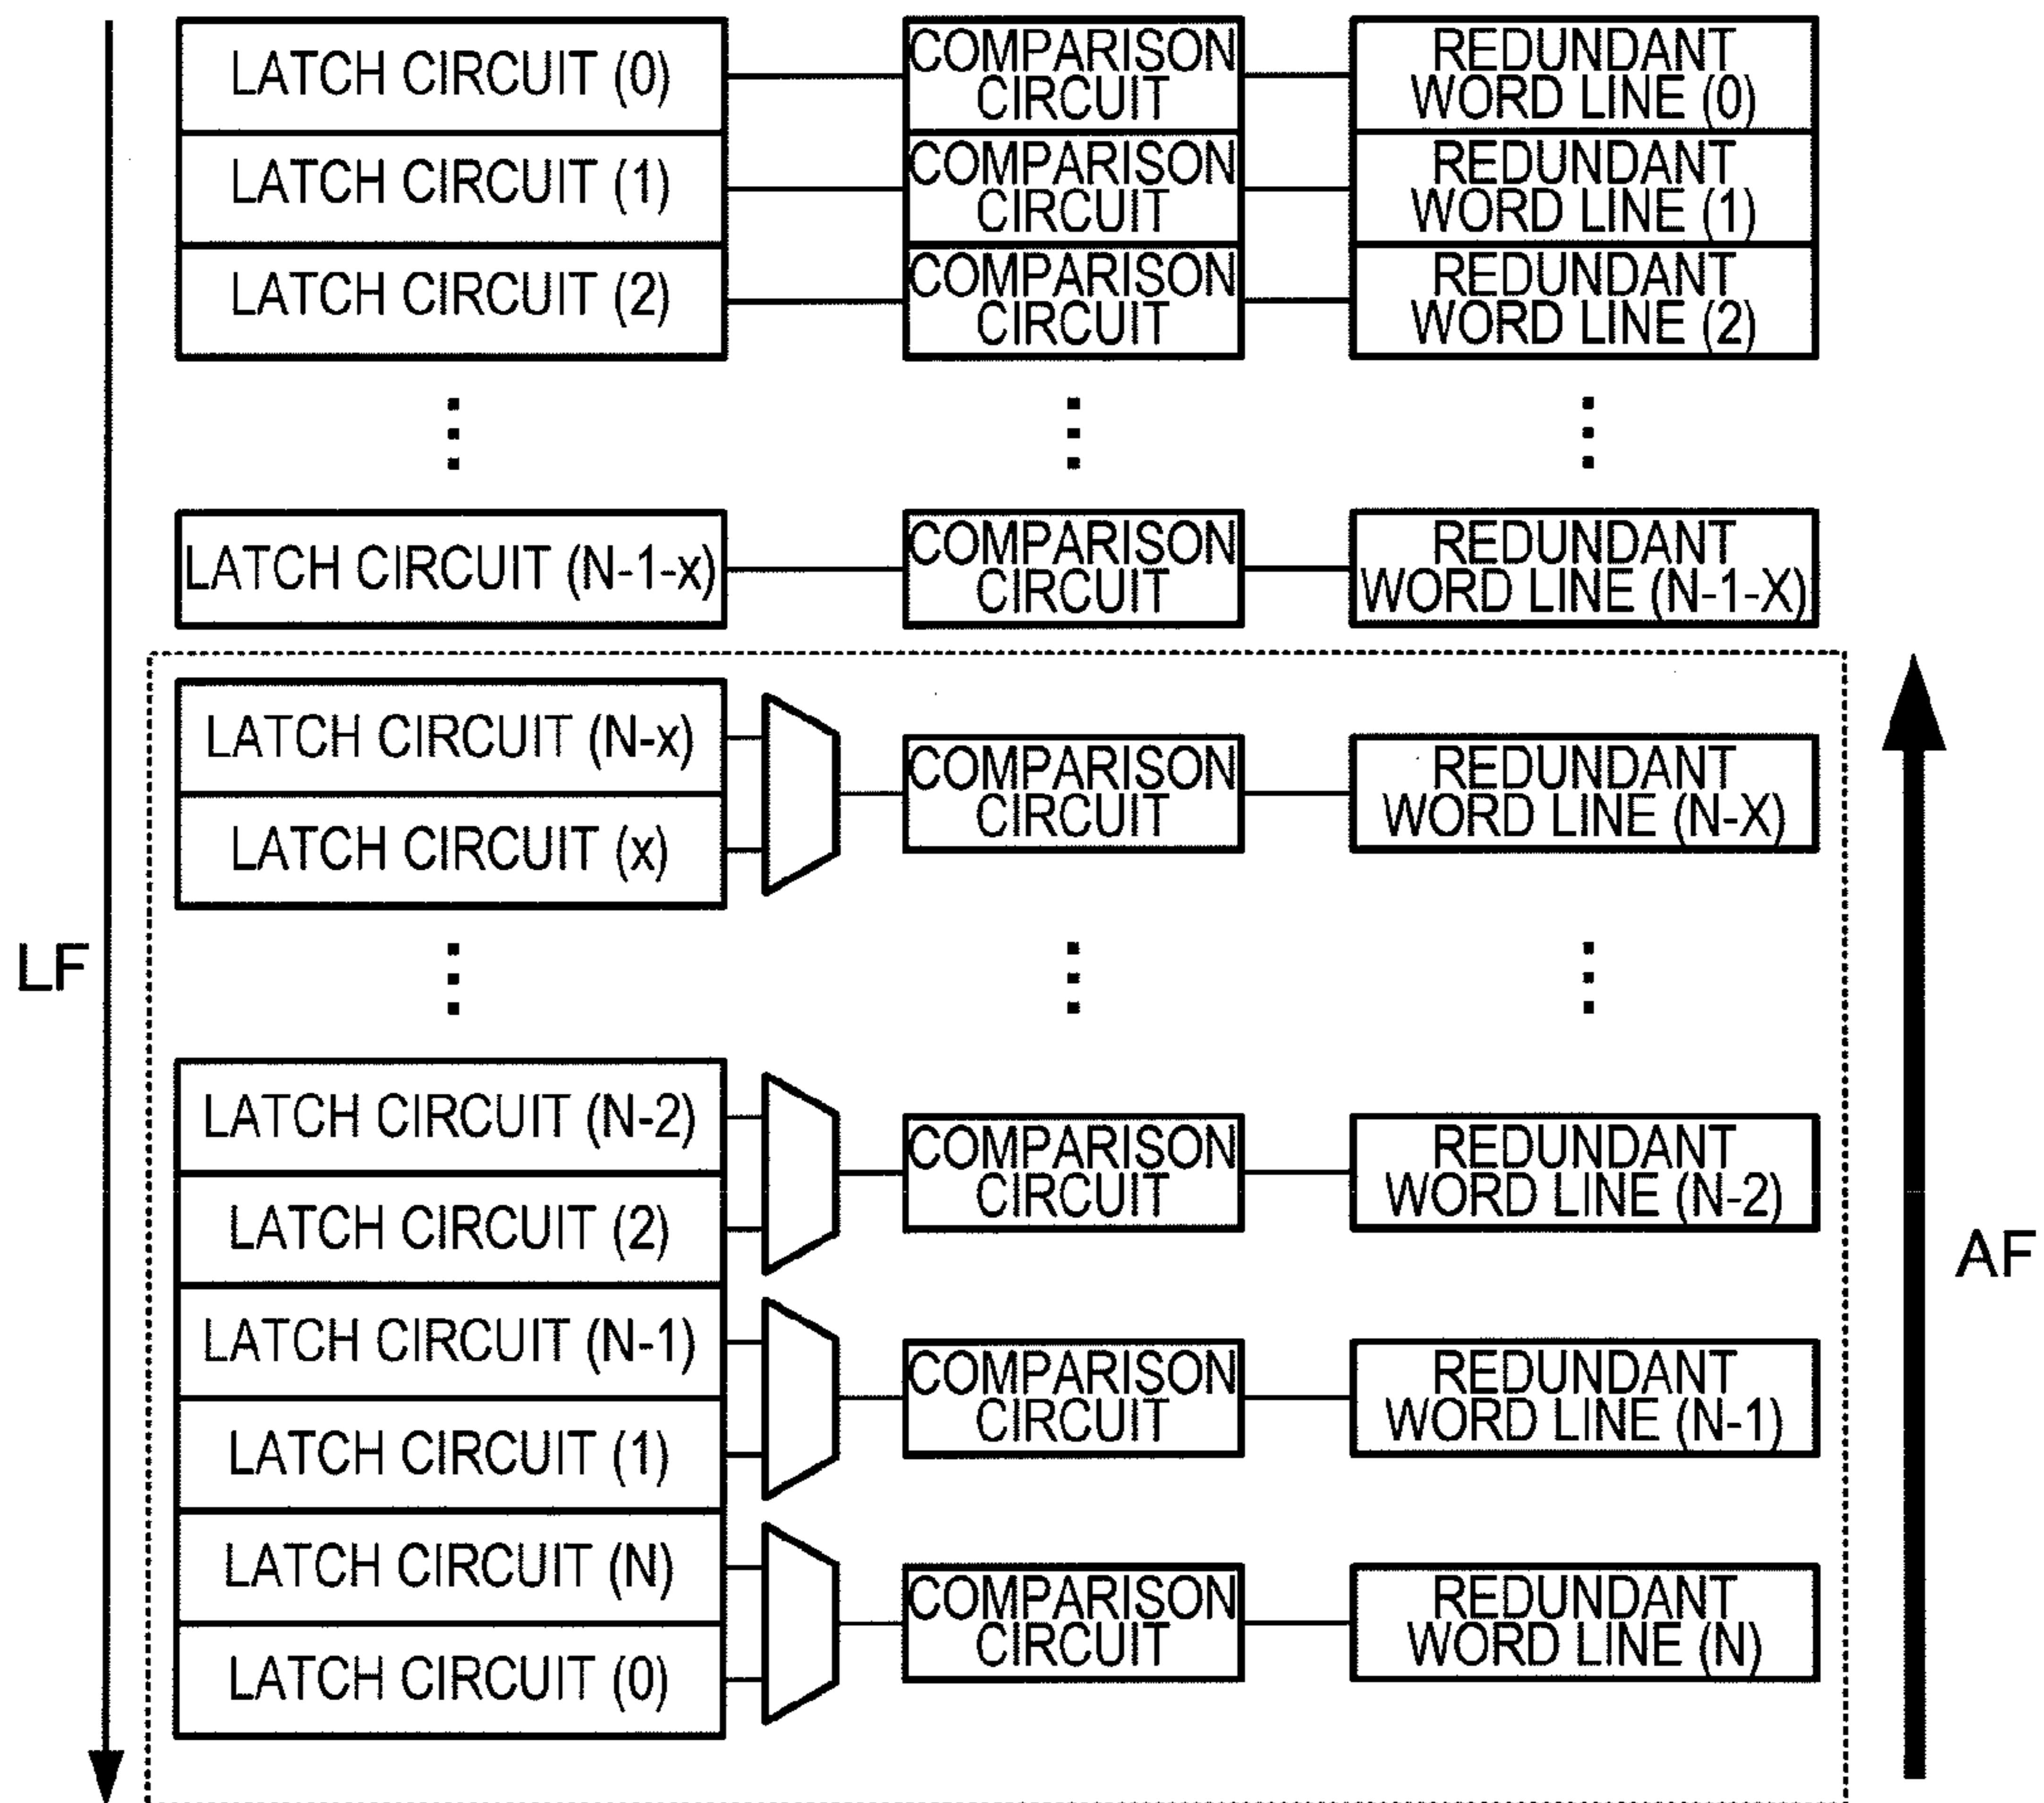 LATCH CIRCUIT (0)
COMPARISON
CIRCUIT
REDUNDANT
WORD LINE (0)
LATCH CIRCUIT (1)
COMPARISON
CIRCUIT
REDUNDANT
WORD LINE (1)
LATCH CIRCUIT (2)
COMPARISON
CIRCUIT
REDUNDANT
WORD LINE (2)
LATCH CIRCUIT (N-1-x)
COMPARISON
CIRCUIT
REDUNDANT
WORD LINE (N-1-X)
LATCH CIRCUIT (N-x)
LATCH CIRCUIT (x)
COMPARISON
CIRCUIT
REDUNDANT
WORD LINE (N-X)
LF
LATCH CIRCUIT (N-2)
LATCH CIRCUIT (2)
COMPARISON
CIRCUIT
REDUNDANT
WORD LINE (N-2)
AF
LATCH CIRCUIT (N-1)
LATCH CIRCUIT (1)
COMPARISON
CIRCUIT
REDUNDANT
WORD LINE (N-1)
LATCH CIRCUIT (N)
LATCH CIRCUIT (0)
COMPARISON
CIRCUIT
REDUNDANT
WORD LINE (N)